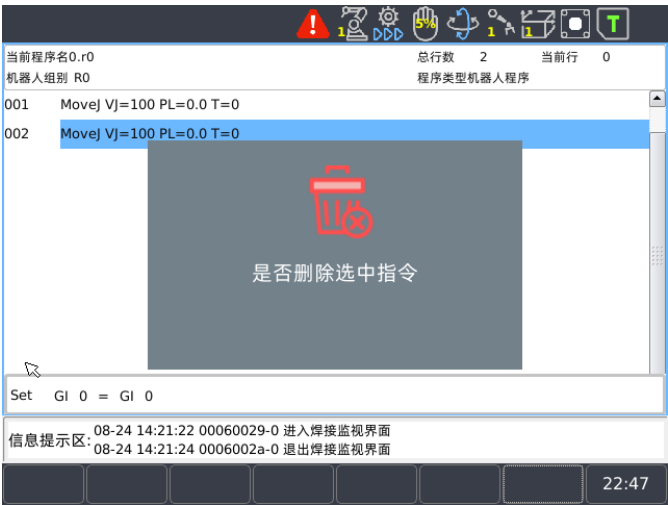 1 DDD 5% 1 1 T
当前程序名0.r0 总行数 2 当前行 0
机器人组别 R0 程序类型机器人程序
001 MoveJ VJ=100 PL=0.0 T=0
002 MoveJ VJ=100 PL=0.0 T=0
是否删除选中指令
Set GI 0 = GI 0
信息提示区:
08-24 14:21:22 00060029-0 进入焊接监视界面
08-24 14:21:24 0006002a-0 退出焊接监视界面
22:47